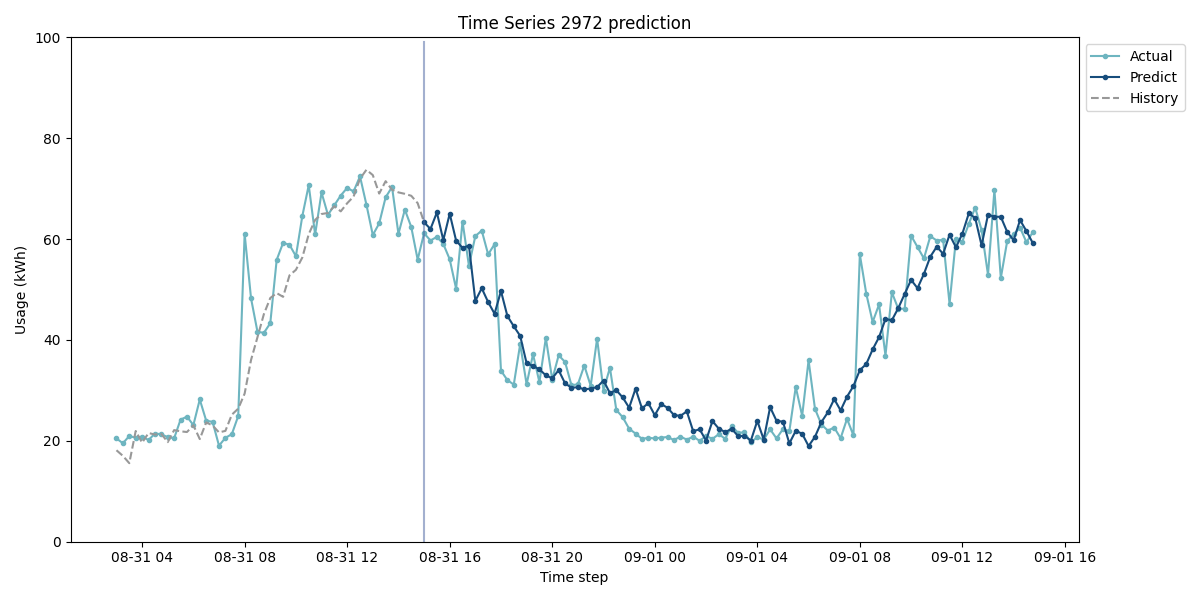 Time Series 2972 prediction
Actual
Predict
History
Usage (kWh)
100
80
60
40
20
0
08-31 04
08-31 08
08-31 12
08-31 16
08-31 20
09-01 00
09-01 04
09-01 08
09-01 12
09-01 16
Time step